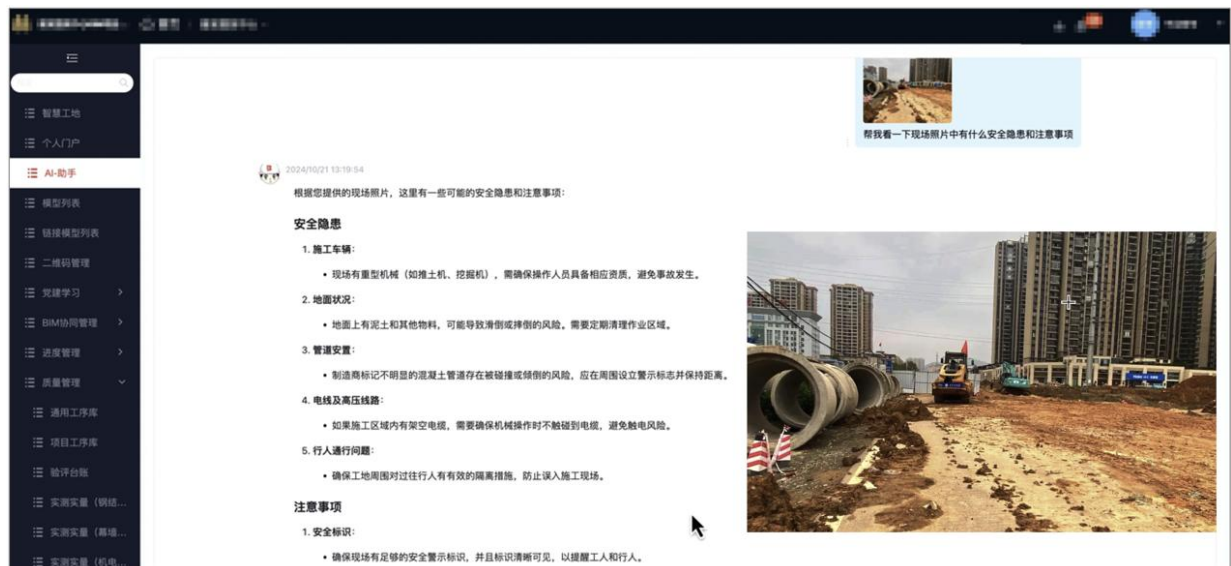 智慧工地
个人门户
AI-助手
模型列表
链接模型列表
二维码管理
党建学习
BIM协同管理
进度管理
质量管理
通用工序库
项目工序库
验评台账
实测实量（钢结...
实测实量（幕墙...
实测实量（机电...
帮我看一下现场照片中有什么安全隐患和注意事项
2024/10/21 13:19:54
根据您提供的现场照片，这里有一些可能的安全隐患和注意事项：
安全隐患
1. 施工车辆：
• 现场有重型机械（如推土机、挖掘机），需确保操作人员具备相应资质，避免事故发生。
2. 地面状况：
• 地面上有泥土和其他物料，可能导致滑倒或摔倒的风险。需要定期清理作业区域。
3. 管道安置：
• 制造商标记不明显的混凝土管道存在被碰撞或倾倒的风险，应在周围设立警示标志并保持距离。
4. 电线及高压线路：
• 如果施工区域内有架空电缆，需要确保机械操作时不触碰到电缆，避免触电风险。
5. 行人通行问题：
• 确保工地周围对过往行人有有效的隔离措施，防止误入施工现场。
注意事项
1. 安全标识：
• 确保现场有足够的安全警示标识，并且标识清晰可见，以提醒工人和行人。